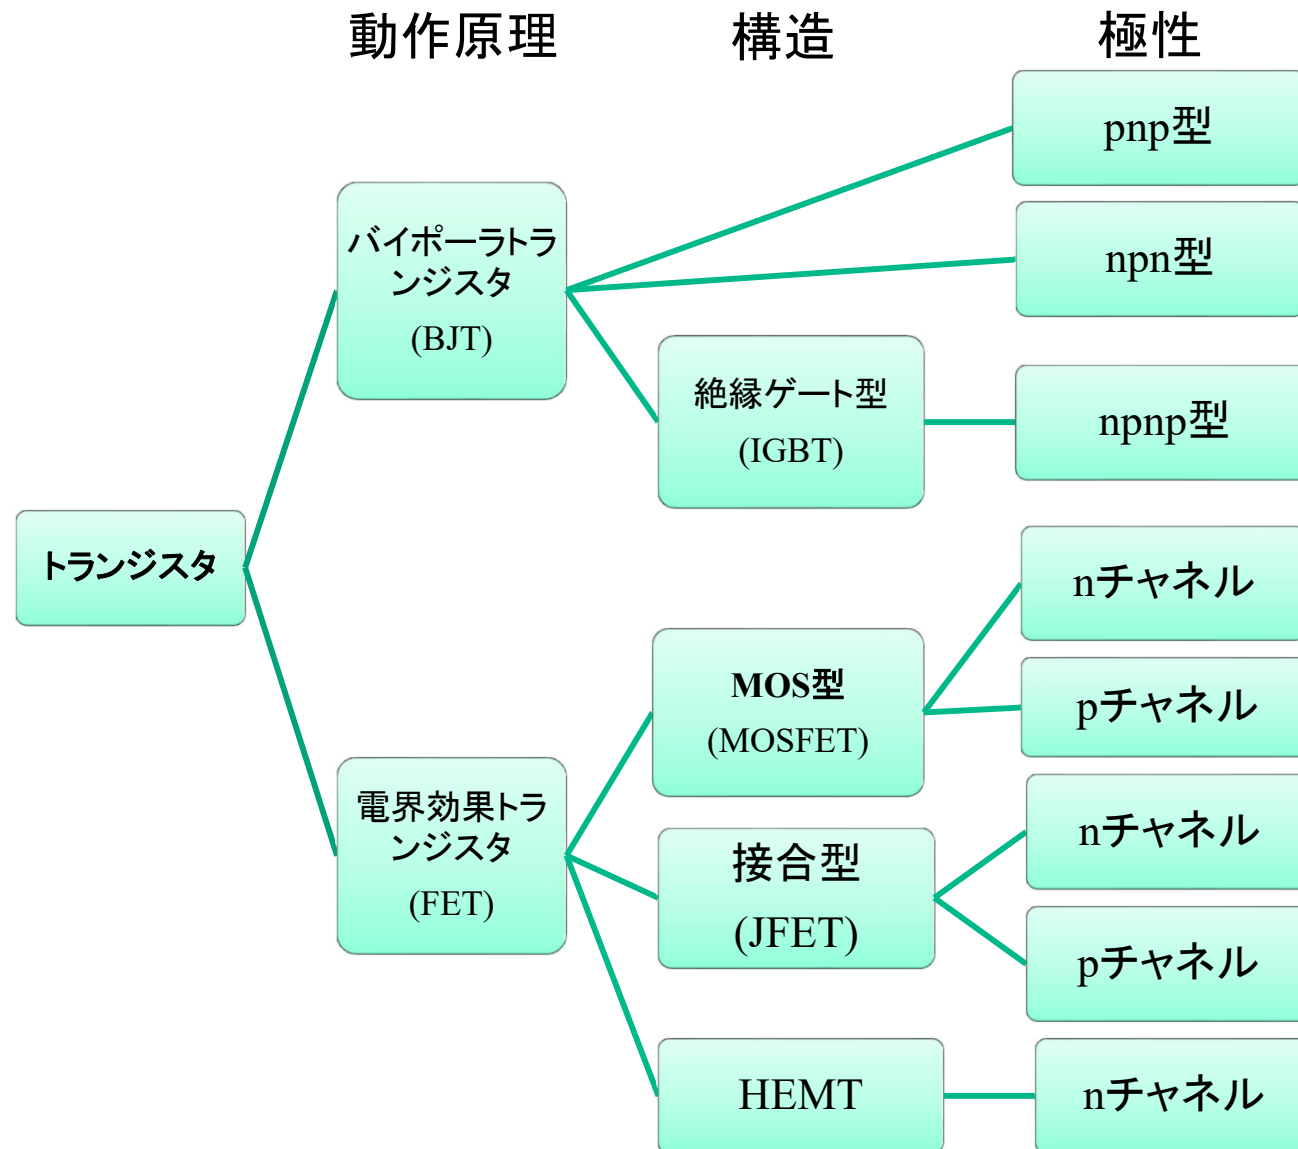 動作原理
構造
極性
トランジスタ
バイポーラトラ
ンジスタ
(BJT)
pnp型
npn型
絶縁ゲート型
(IGBT)
npnp型
電界効果トラ
ンジスタ
(FET)
MOS型
(MOSFET)
nチャネル
pチャネル
接合型
(JFET)
nチャネル
pチャネル
HEMT
nチャネル